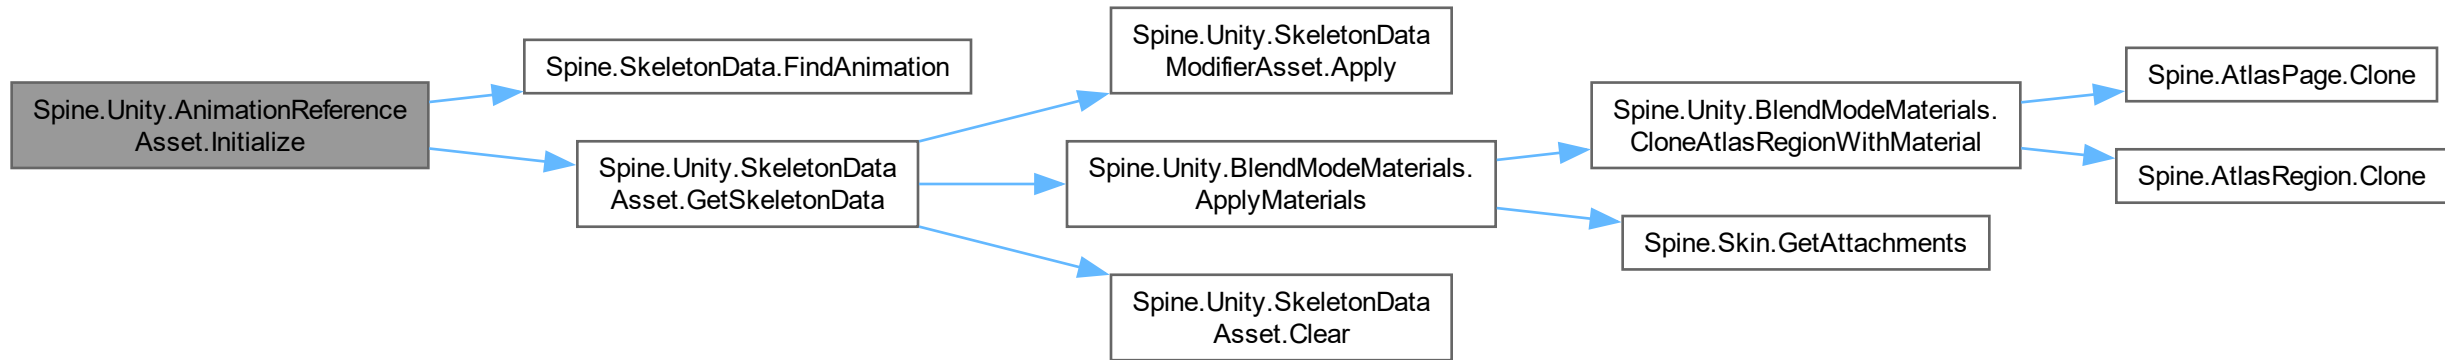 Spine.Unity.AnimationReference
Asset.Initialize
Spine.SkeletonData.FindAnimation
Spine.Unity.SkeletonData
Asset.GetSkeletonData
Spine.Unity.SkeletonData
ModifierAsset.Apply
Spine.Unity.BlendModeMaterials.
ApplyMaterials
Spine.Unity.SkeletonData
Asset.Clear
Spine.Unity.BlendModeMaterials.
CloneAtlasRegionWithMaterial
Spine.Skin.GetAttachments
Spine.AtlasPage.Clone
Spine.AtlasRegion.Clone